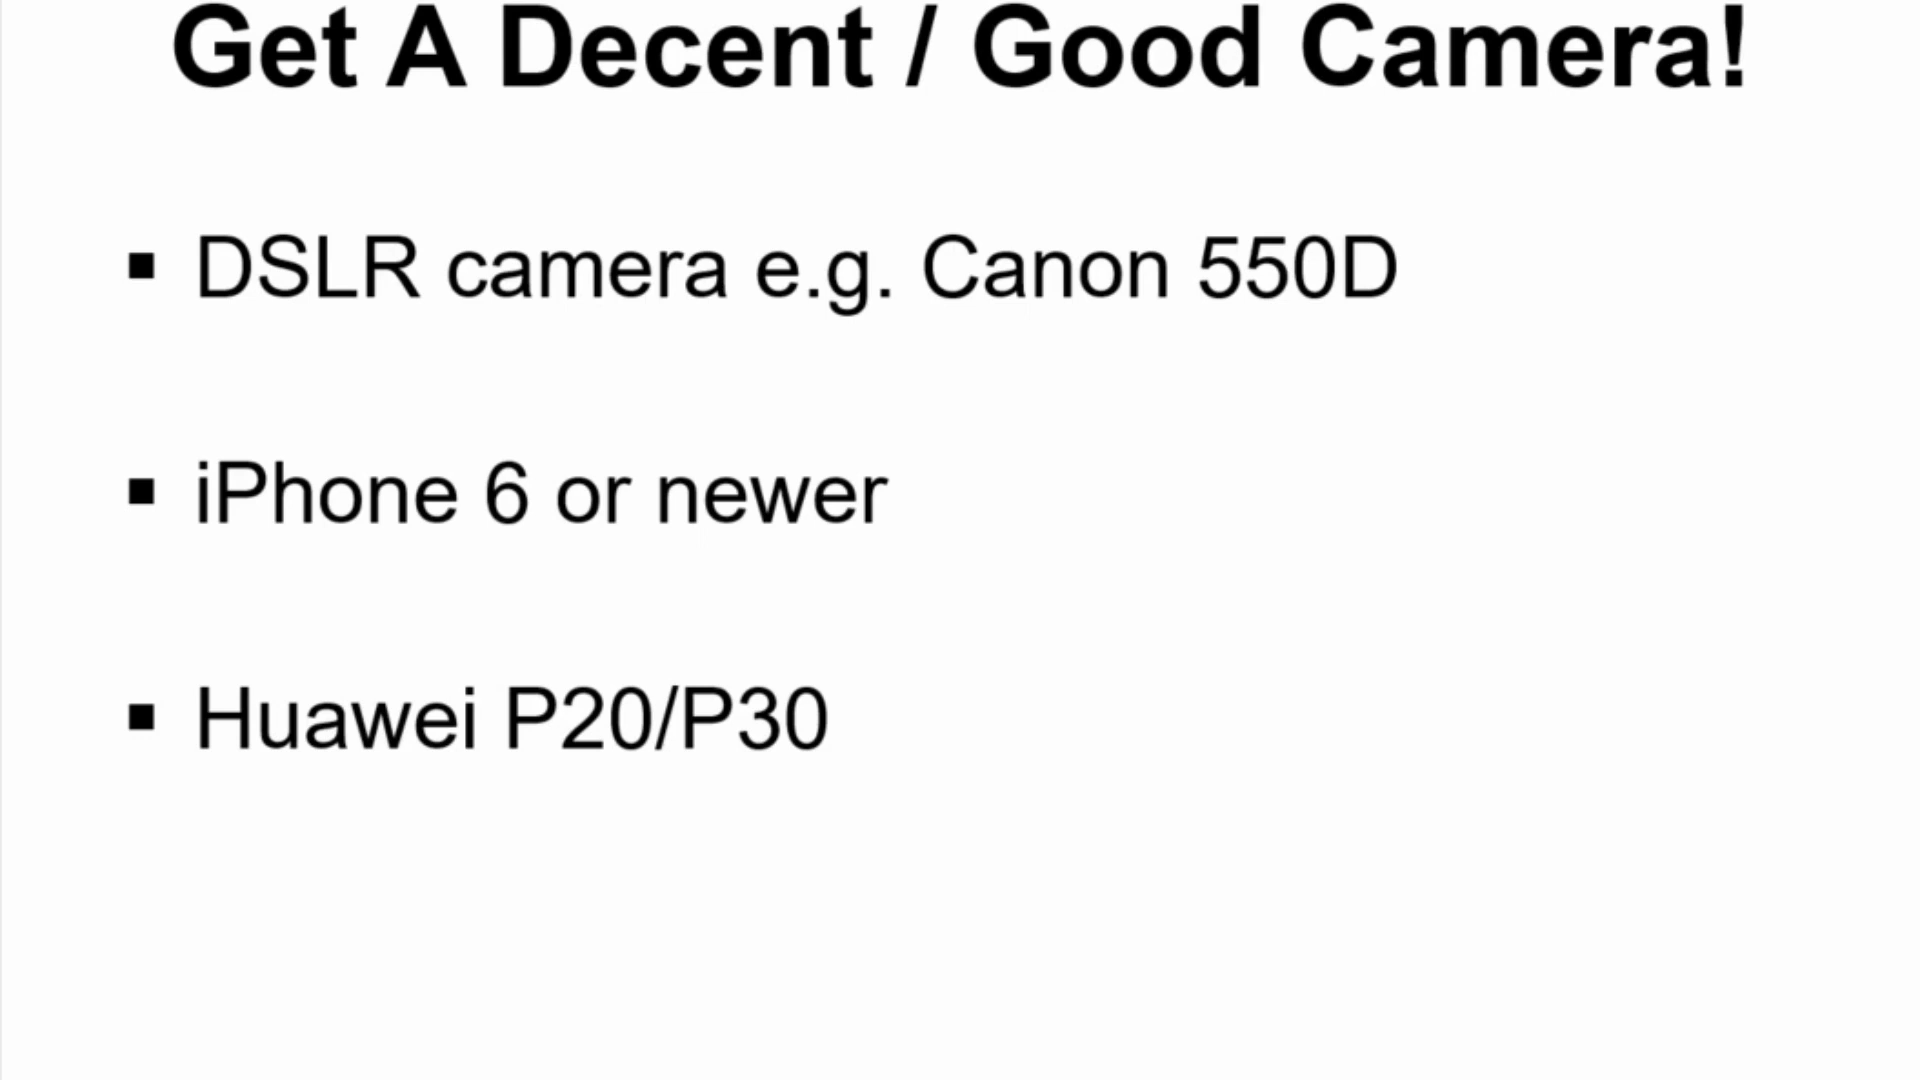 Get A Decent / Good Camera!
▪ DSLR camera e.g. Canon 550D
▪ iPhone 6 or newer
▪ Huawei P20/P30